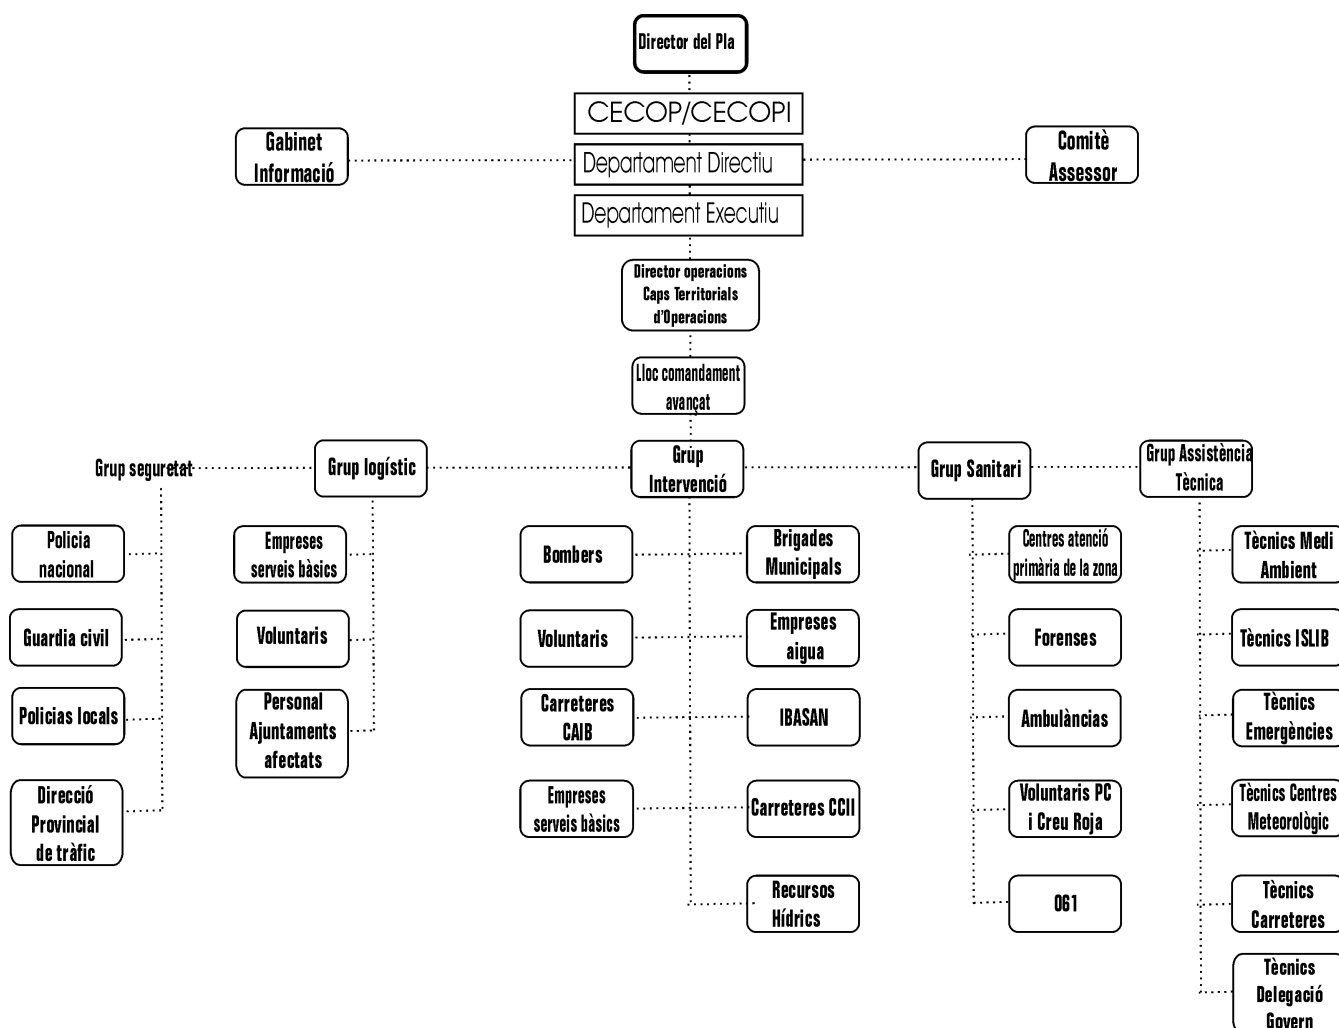 Director del Pla
CECOP/CECOPI
Gabinet
Informació
Departament Directiu
Comitè
Assessor
Departament Executiu
Director operacions
Caps Territorials
d'Operacions
Lloc comandament
avançat
Grup seguretat
Grup logístic
Grup
Intervenció
Grup Sanitari
Grup Assistència
Tècnica
Policia
nacional
Guardia civil
Policias locals
Direcció
Provincial
de tràfic
Empreses
serveis bàsics
Voluntaris
Personal
Ajuntaments
afectats
Bombers
Voluntaris
Carreteres
CAIB
Empreses
serveis bàsics
Brigades
Municipals
Empreses
aigua
IBASAN
Carreteres CCII
Recursos
Hídrics
Centres atenció
primària de la zona
Forenses
Ambulàncias
Voluntaris PC
i Creu Roja
061
Tècnics Medi
Ambient
Tècnics ISLIB
Tècnics
Emergències
Tècnics Centres
Meteorològic
Tècnics
Carreteres
Tècnics
Delegació
Govern